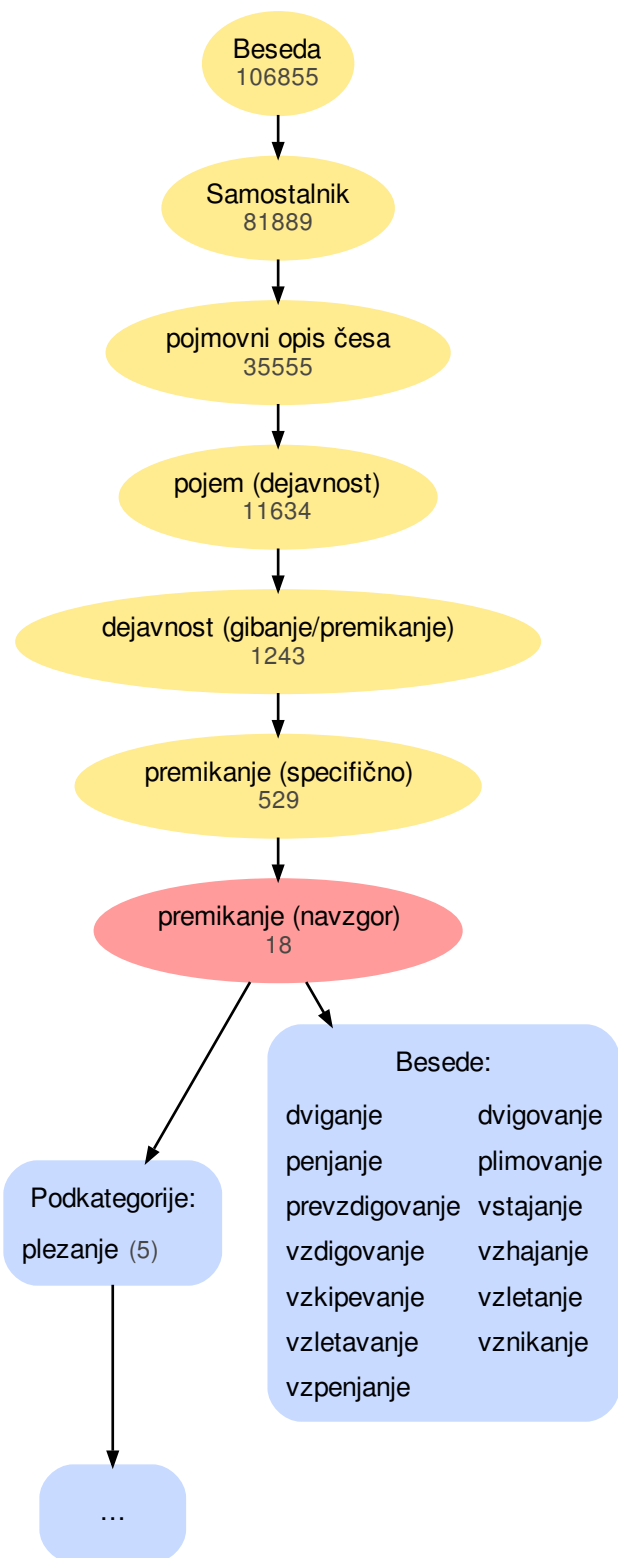 Beseda
106855
Samostalnik
81889
pojmovni opis česa
35555
pojem (dejavnost)
11634
dejavnost (gibanje/premikanje)
1243
premikanje (specifično)
529
premikanje (navzgor)
18
Besede:
dviganje dvigovanje
penjanje plimovanje
prevzdigovanje vstajanje
vzdigovanje vzhajanje
vzkipevanje vzletanje
vzletavanje vznikanje
vzpenjanje
Podkategorije:
plezanje (5)
...